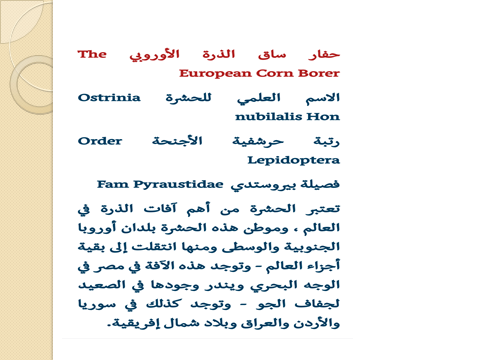 حفار ساق الذرة الأوروبي The
European Corn Borer
الاسم العلمي للحشرة Ostrinia
nubilalis Hon
رتبة حرشفية الأجنحة Order
Lepidoptera
فصيلة بيروستدي Fam Pyraustidae
تعتبر الحشرة من أهم آفات الذرة في
العالم ، وموطن هذه الحشرة بلدان أوروبا
الجنوبية والوسطى ومنها انتقلت إلى بقية
أجزاء العالم – وتوجد هذه الآفة في مصر في
الوجه البحري ويندر وجودها في الصعيد
لجفاف الجو – وتوجد كذلك في سوريا
والأردن والعراق وبلاد شمال إفريقية.